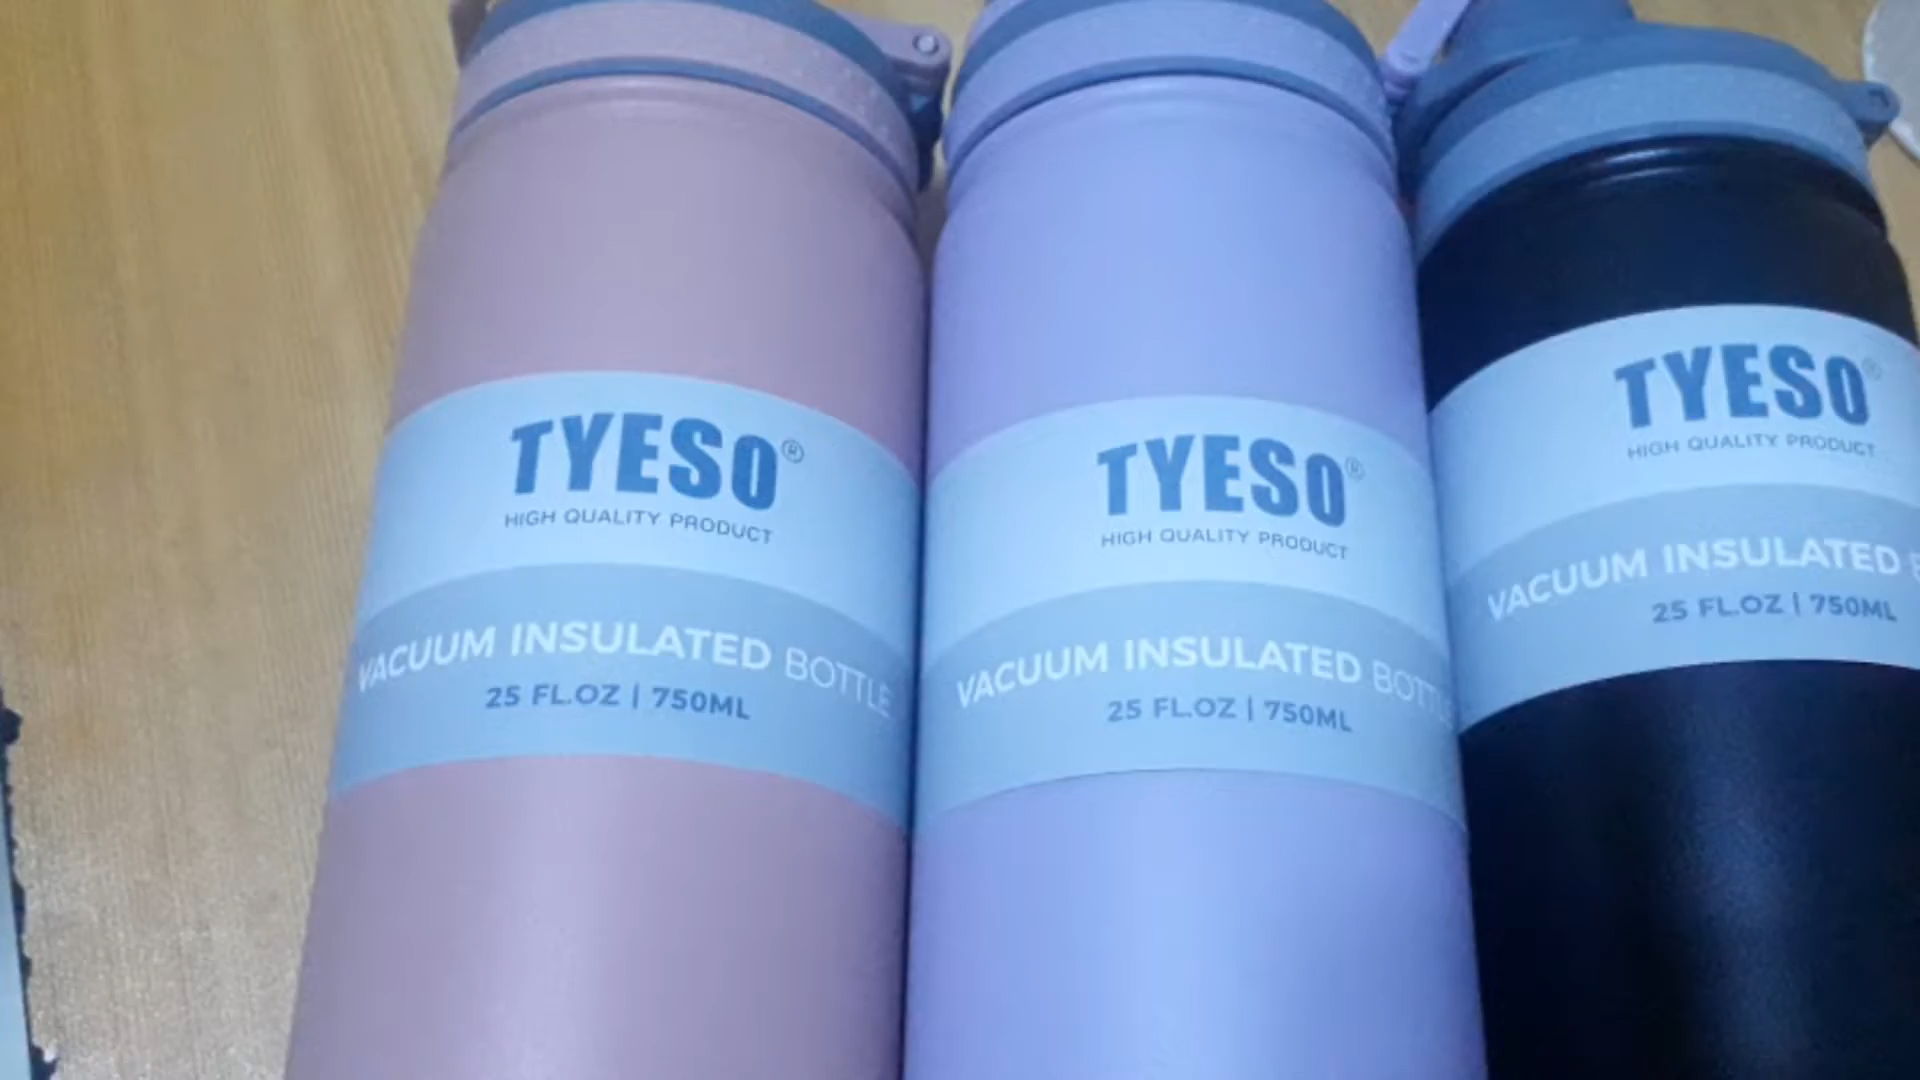 TYESO®
HIGH QUALITY PRODUCT
VACUUM INSULATED BOTTLE
25 FL.OZ | 750ML
TYESO®
HIGH QUALITY PRODUCT
VACUUM INSULATED BOTTL
25 FL.OZ | 750ML
TYESO®
HIGH QUALITY PRODUCT
VACUUM INSULATED
25 FL.OZ | 750ML